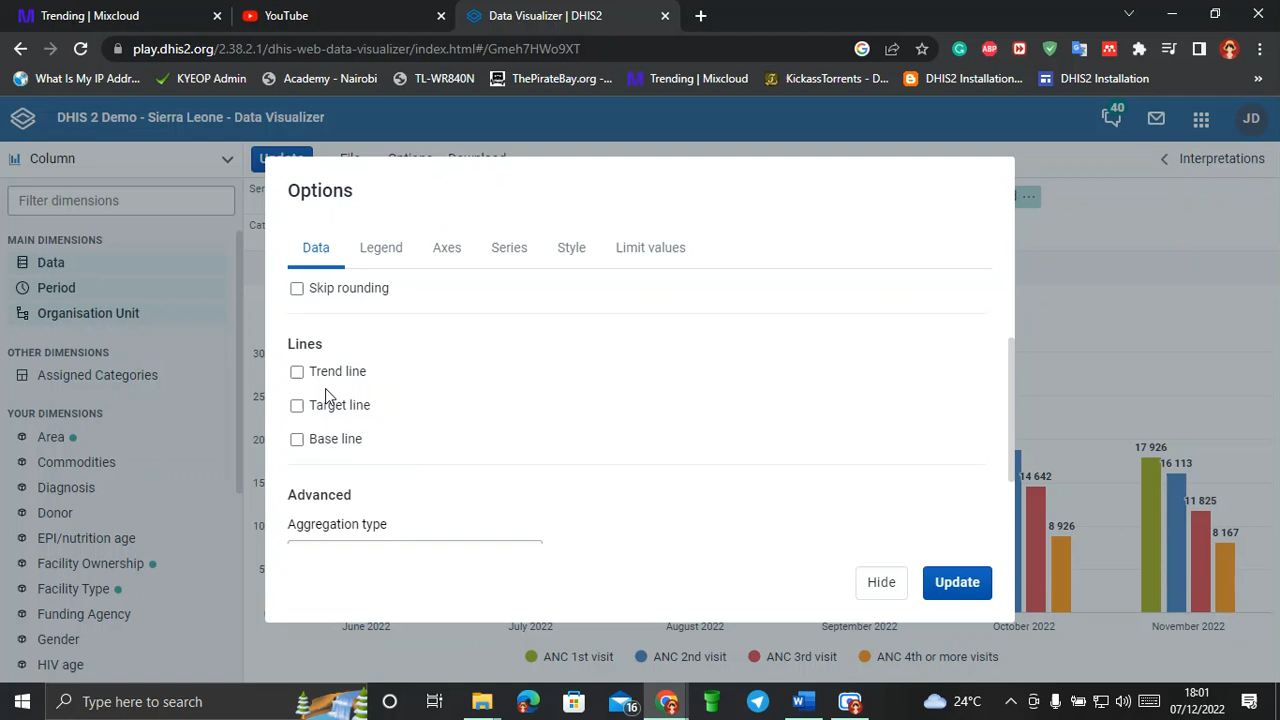 Trending | Mixcloud
YouTube
Data Visualizer | DHIS2
play.dhis2.org/2.38.2.1/dhis-web-data-visualizer/index.html#/Gmeh7HWo9XT
What Is My IP Addr...
KYEOP Admin
Academy - Nairobi
TL-WR840N
ThePirateBay.org -...
Trending | Mixcloud
KickassTorrents - D...
DHIS2 Installation...
DHIS2 Installation
DHIS 2 Demo - Sierra Leone - Data Visualizer
40
JD
Column
Update
File
Options
Download
Interpretations
Filter dimensions
MAIN DIMENSIONS
Data
Period
Organisation Unit
OTHER DIMENSIONS
Assigned Categories
YOUR DIMENSIONS
Area
Commodities
Diagnosis
Donor
EPI/nutrition age
Facility Ownership
Facility Type
Funding Agency
Gender
HIV age
Options
Data Legend Axes Series Style Limit values
Skip rounding
Lines
Trend line
Target line
Base line
Advanced
Aggregation type
Hide
Update
14 642
8 926
17 926
16 113
11 825
8 167
June 2022
July 2022
August 2022
September 2022
October 2022
November 2022
ANC 1st visit
ANC 2nd visit
ANC 3rd visit
ANC 4th or more visits
Type here to search
16
24°C
18:01
07/12/2022